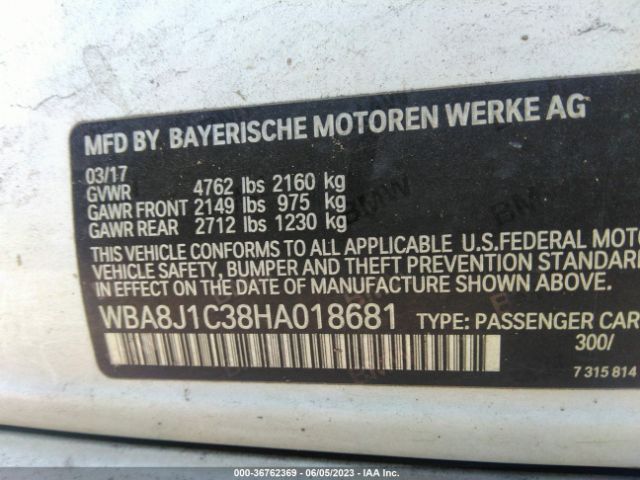 MFD BY BAYERISCHE MOTOREN WERKE AG
03/17
GVWR 4762 lbs 2160 kg
GAWR FRONT 2149 lbs 975 kg
GAWR REAR 2712 lbs 1230 kg
THIS VEHICLE CONFORMS TO ALL APPLICABLE U.S.FEDERAL MOTO
VEHICLE SAFETY, BUMPER AND THEFT PREVENTION STANDARD
IN EFFECT ON THE DATE OF MANUFACTURE SHOWN ABOVE.
WBA8J1C38HA018681 TYPE: PASSENGER CAR
300/
7 315 814
000-36762369 - 06/05/2023 - IAA Inc.